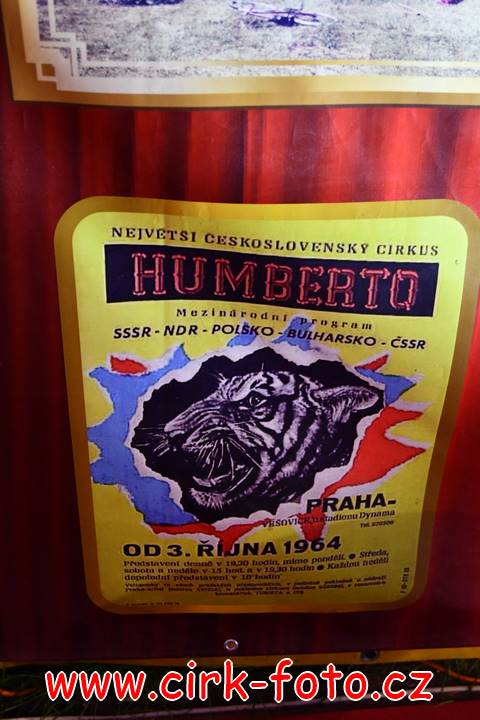 NEJVĚTŠÍ ČESKOSLOVENSKÝ CIRKUS
HUMBERTO
Mezinárodní program
SSSR - NDR - POLSKO - BULHARSKO - ČSSR
PRAHA-
VRŠOVICE, u stadionu Dynama
Tel.
OD 3. ŘÍJNA 1964
Představení denně v 19,30 hodin, mimo pondělí. ● Středa,
sobota a neděle v 15 hod. a v 19,30 hodin ● Každou neděli
dopolední představení v 10 hodin
www.cirk-foto.cz